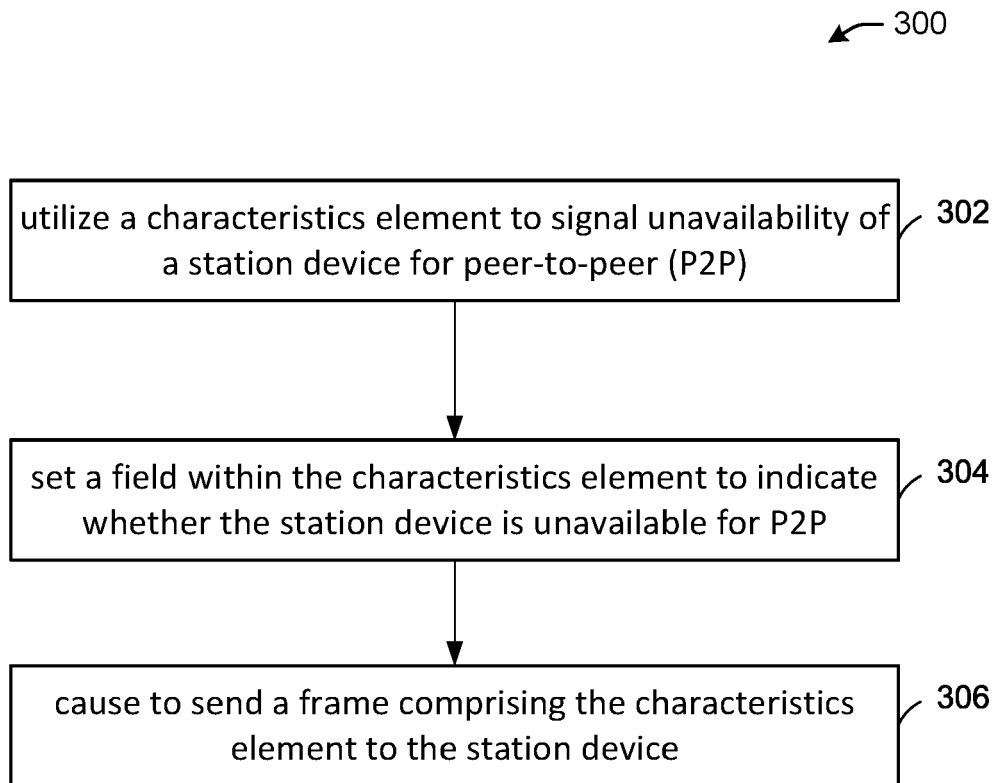 300
utilize a characteristics element to signal unavailability of
a station device for peer-to-peer (P2P)
302
set a field within the characteristics element to indicate
whether the station device is unavailable for P2P
304
cause to send a frame comprising the characteristics
element to the station device
306